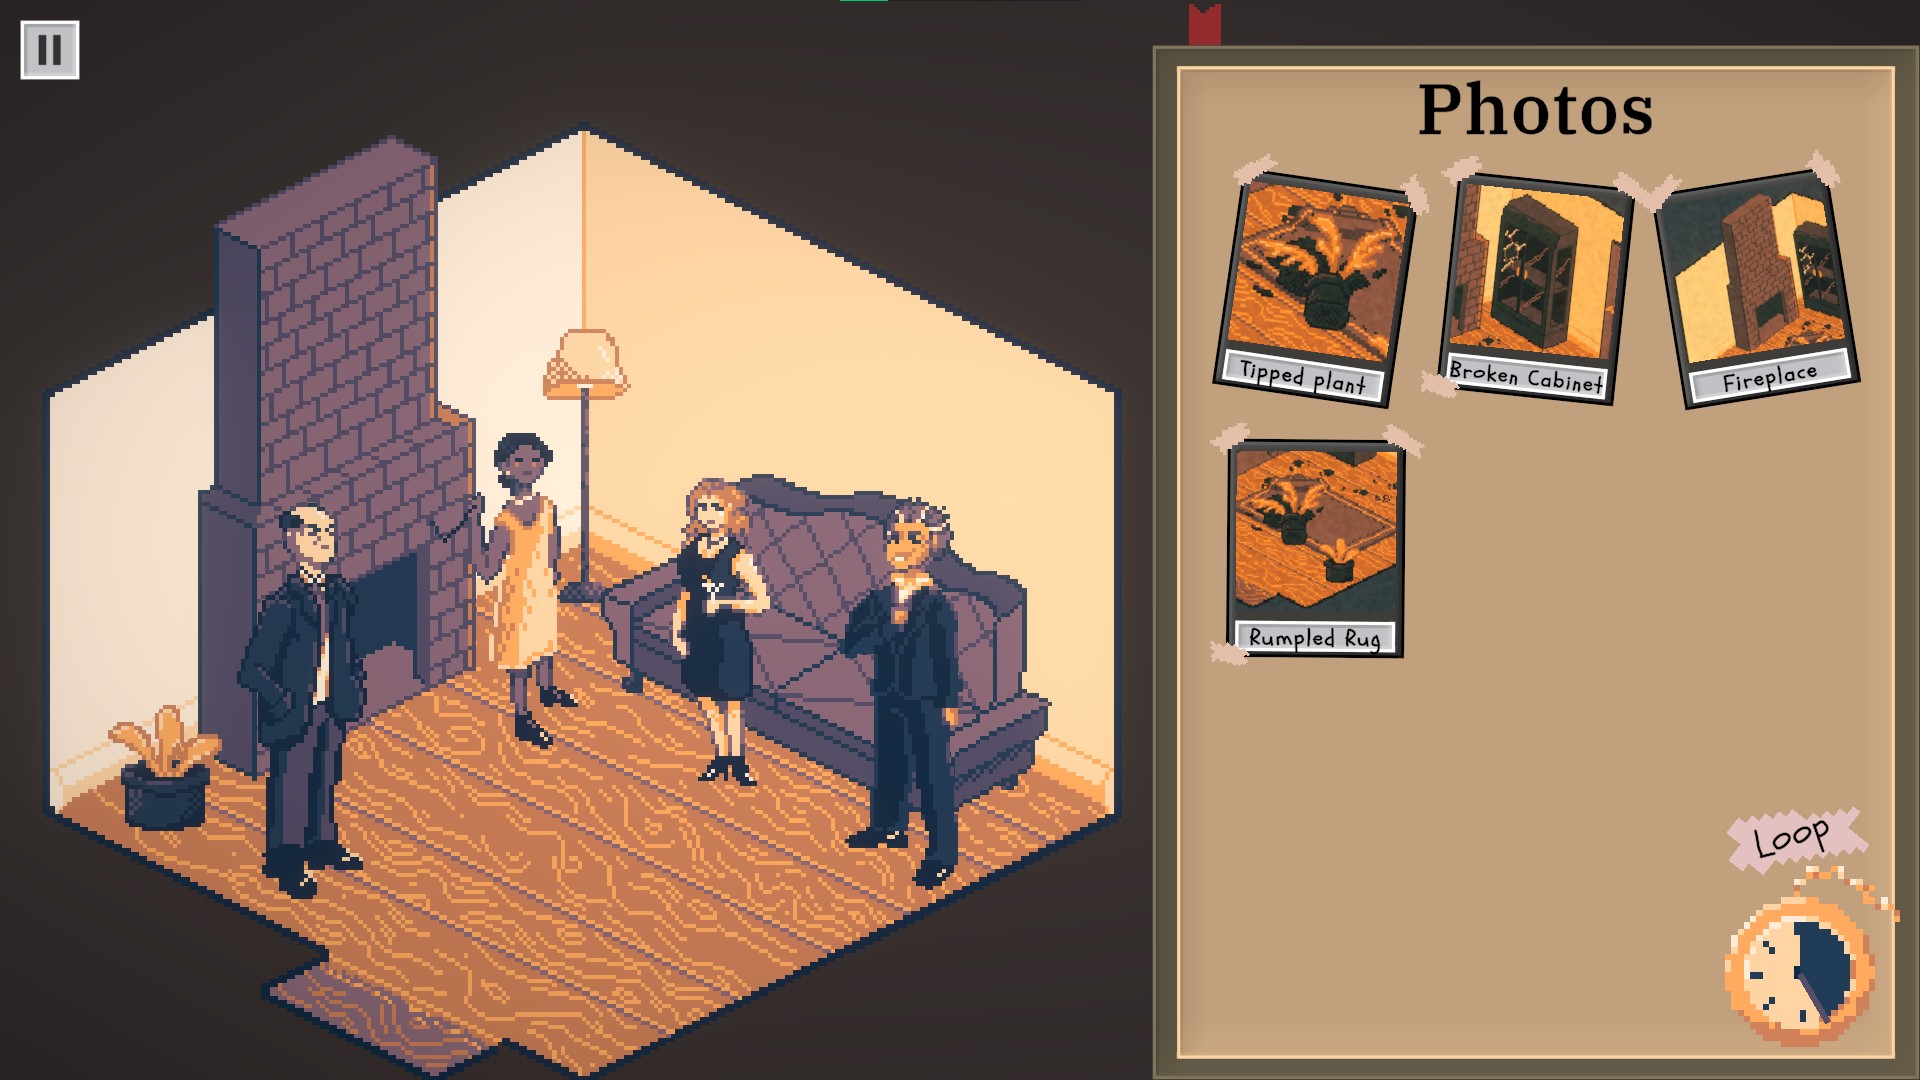 Photos
Tipped plant
Broken Cabinet
Fireplace
Rumpled Rug
Loop